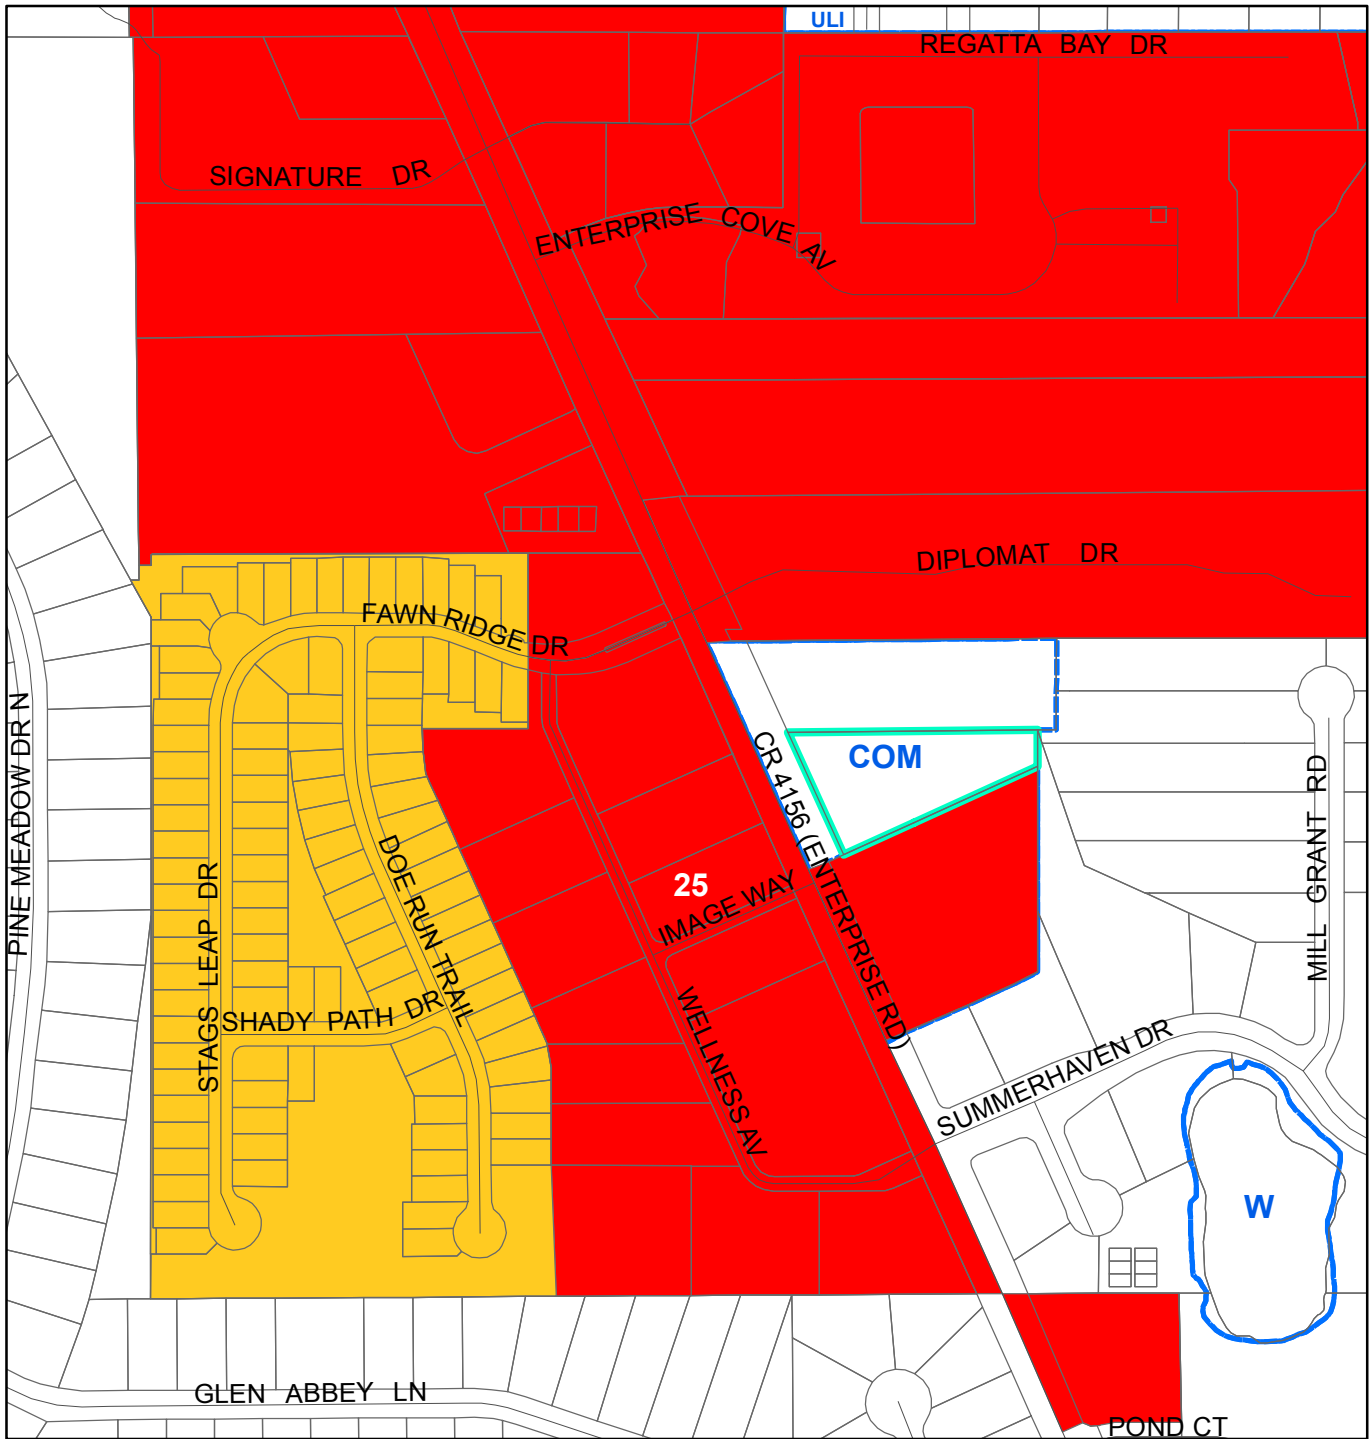 ULI
REGATTA BAY DR
SIGNATURE DR
ENTERPRISE COVE AV
DIPLOMAT DR
FAWN RIDGE DR
PINE MEADOW DR N
CR 4156 (ENTERPRISE RD)
COM
MILL GRANT RD
STAGS LEAP DR
DOE RUN TRAIL
25
IMAGE WAY
SHADY PATH DR
WELLNESS AV
SUMMERHAVEN DR
W
GLEN ABBEY LN
POND CT